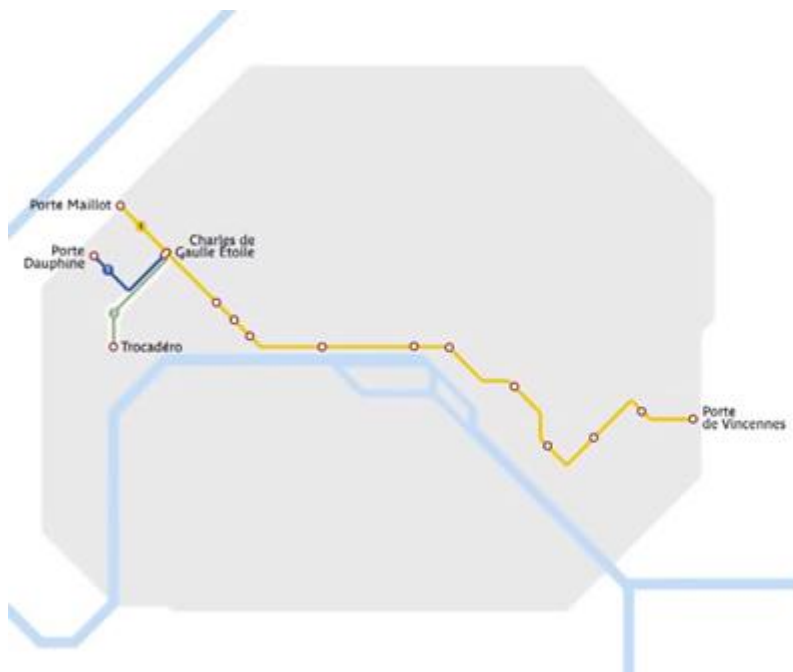 Porte Maillot
Charles de
Gaulle Étoile
Porte
Dauphine
Trocadéro
Porte
de Vincennes